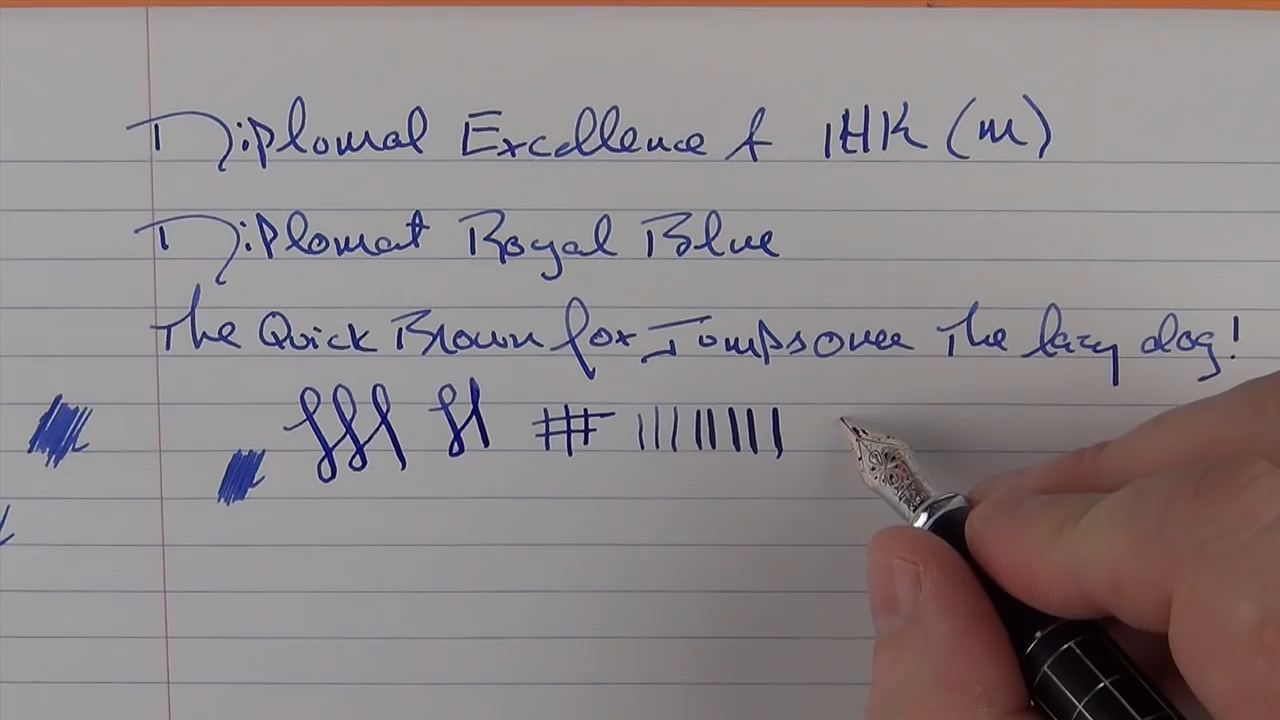 Diplomat Excellence A 14K (M)
Diplomat Royal Blue
The Quick Brown fox Jumps over The lazy dog!